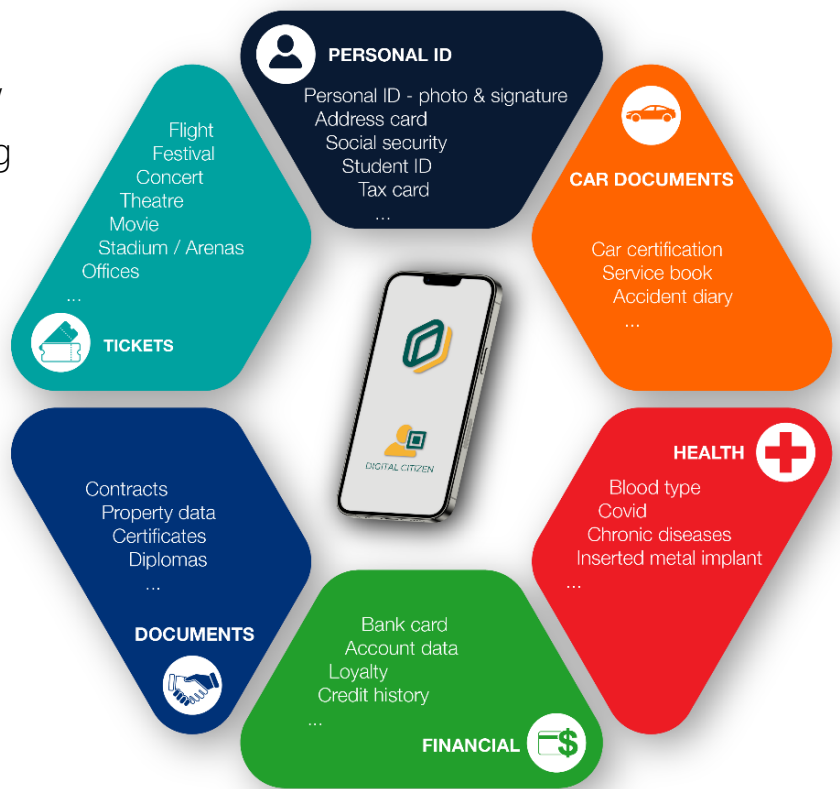 PERSONAL ID
Personal ID - photo & signature
Address card
Social security
Student ID
Tax card
...
CAR DOCUMENTS
Car certification
Service book
Accident diary
...
HEALTH
Blood type
Covid
Chronic diseases
Inserted metal implant
...
Bank card
Account data
Loyalty
Credit history
...
FINANCIAL
Contracts
Property data
Certificates
Diplomas
...
DOCUMENTS
Flight
Festival
Concert
Theatre
Movie
Stadium / Arenas
Offices
...
TICKETS
DIGITAL CITIZEN